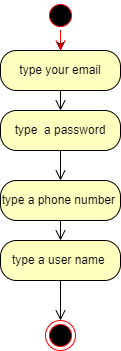 type your email
type a password
type a phone number
type a user name